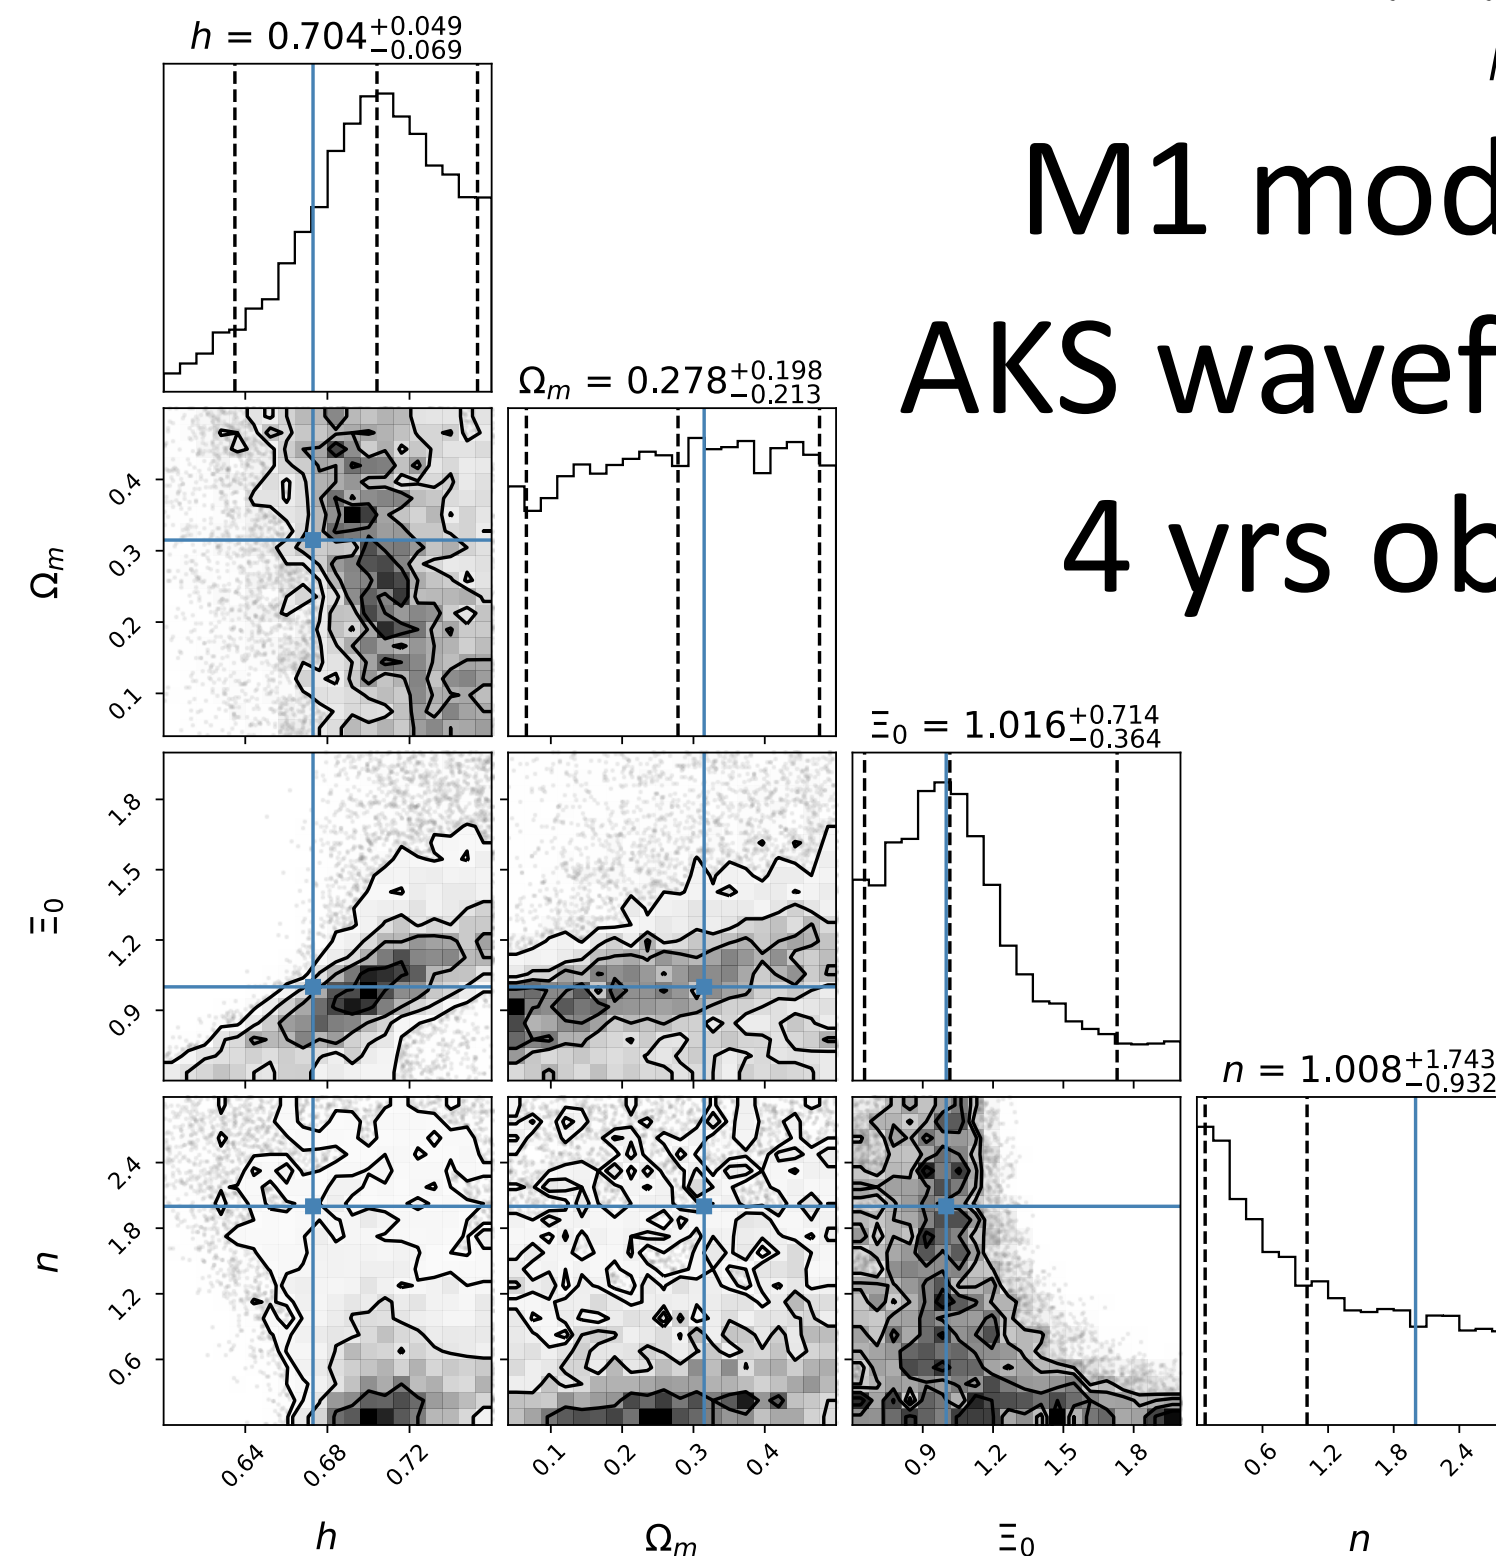 h = 0.704+0.049 −0.069
M1 mod
AKS wavef
4 yrs ob
Ωm = 0.278+0.198 −0.213
Ξ0 = 1.016+0.714 −0.364
n = 1.008+1.743 −0.932
Ωm
0.4
0.3
0.2
0.1
Ξ0
1.8
1.5
1.2
0.9
n
2.4
1.8
1.2
0.6
0.64 0.68 0.72 0.1 0.2 0.3 0.4 0.9 1.2 1.5 1.8 0.6 1.2 1.8 2.4
h Ωm Ξ0 n